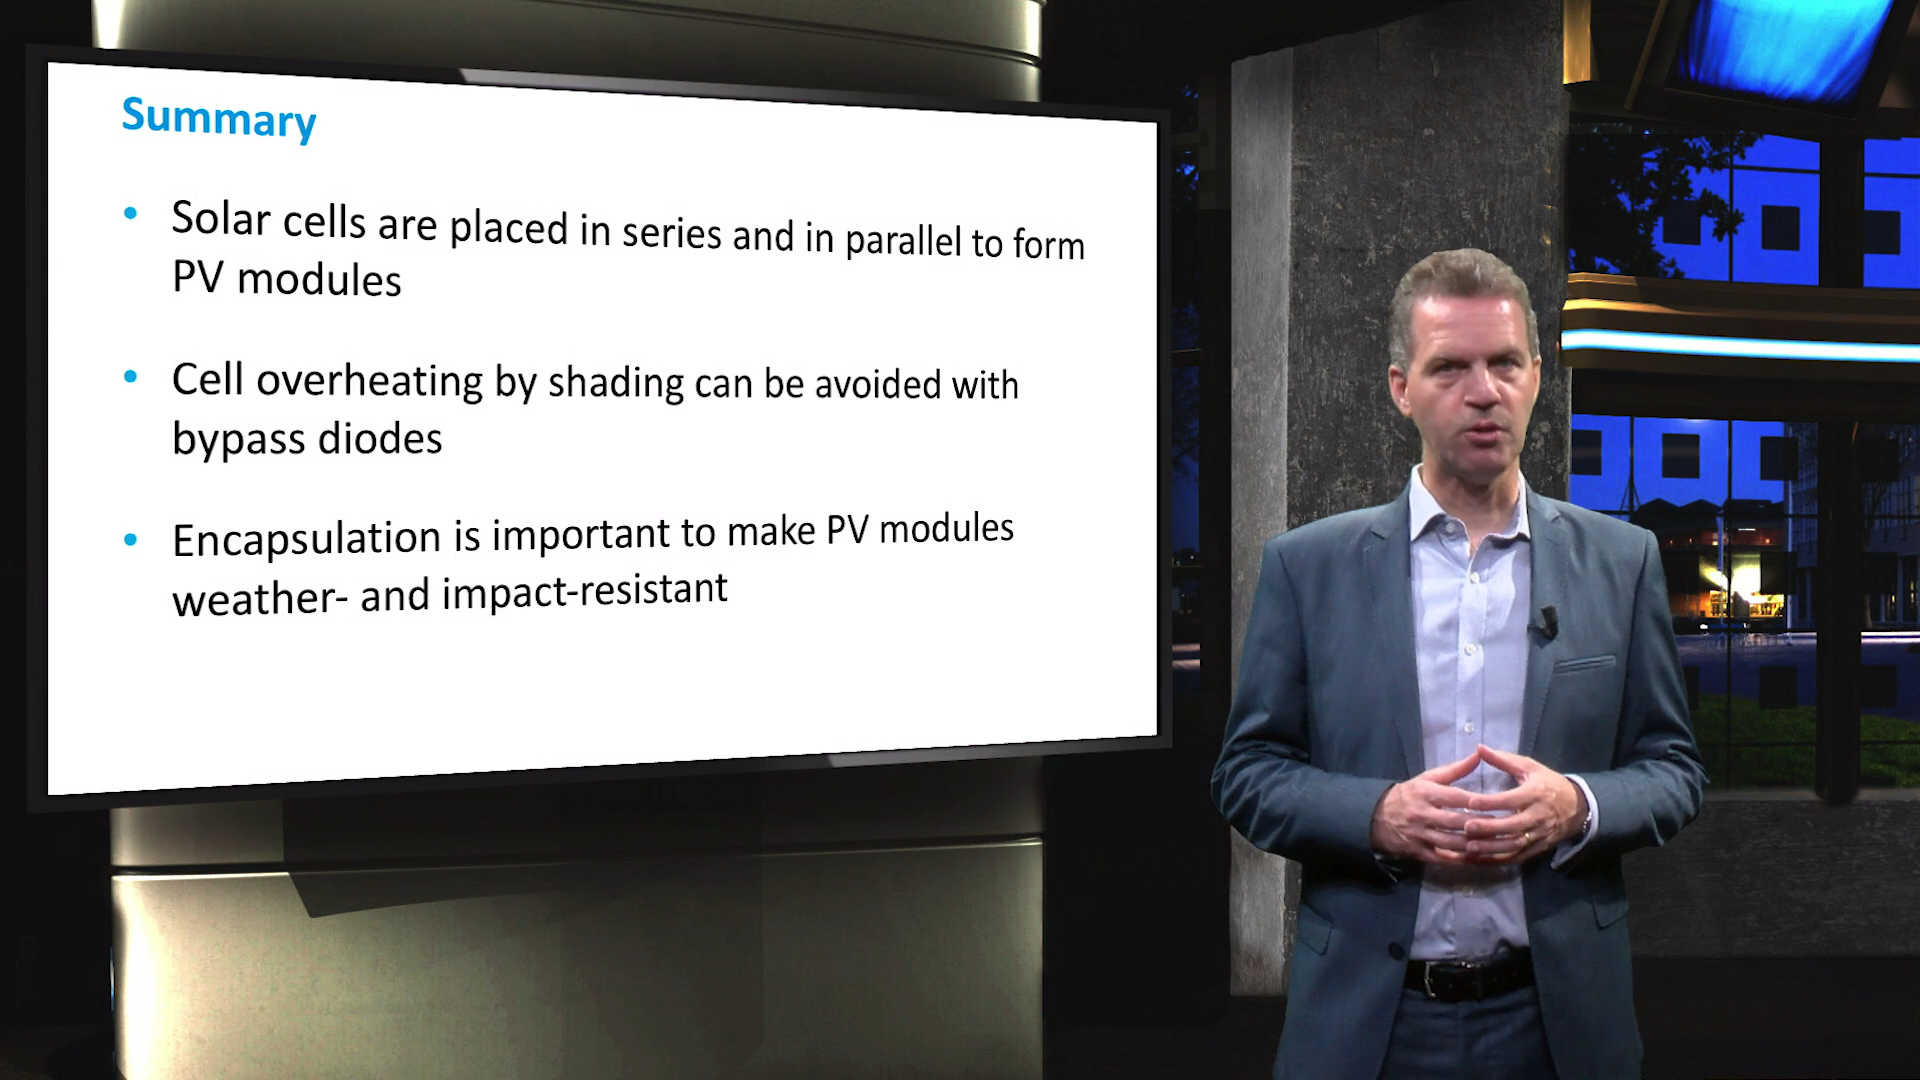 Summary
• Solar cells are placed in series and in parallel to form
PV modules
• Cell overheating by shading can be avoided with
bypass diodes
• Encapsulation is important to make PV modules
weather- and impact-resistant